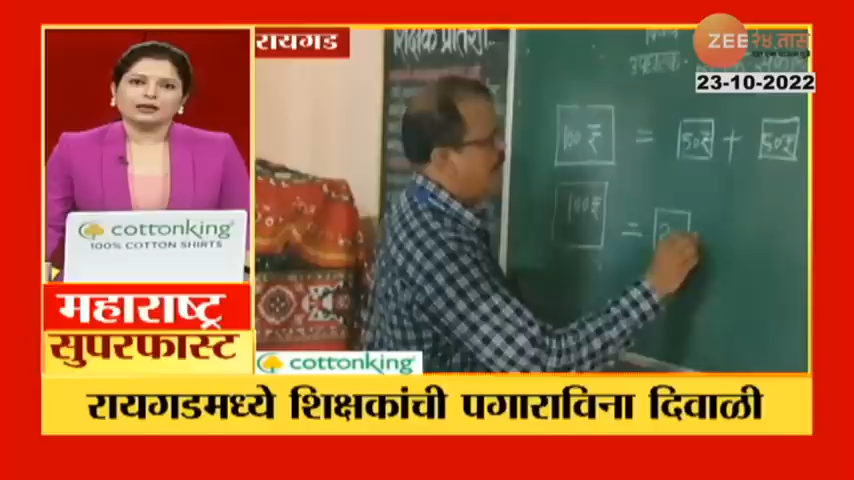 रायगड
ZEE २४ तास
23-10-2022
100 ₹ = 50₹ + 50₹
100₹ =
cottonking
100% COTTON SHIRTS
महाराष्ट्र
सुपरफास्ट
cottonking
रायगडमध्ये शिक्षकांची पगाराविना दिवाळी